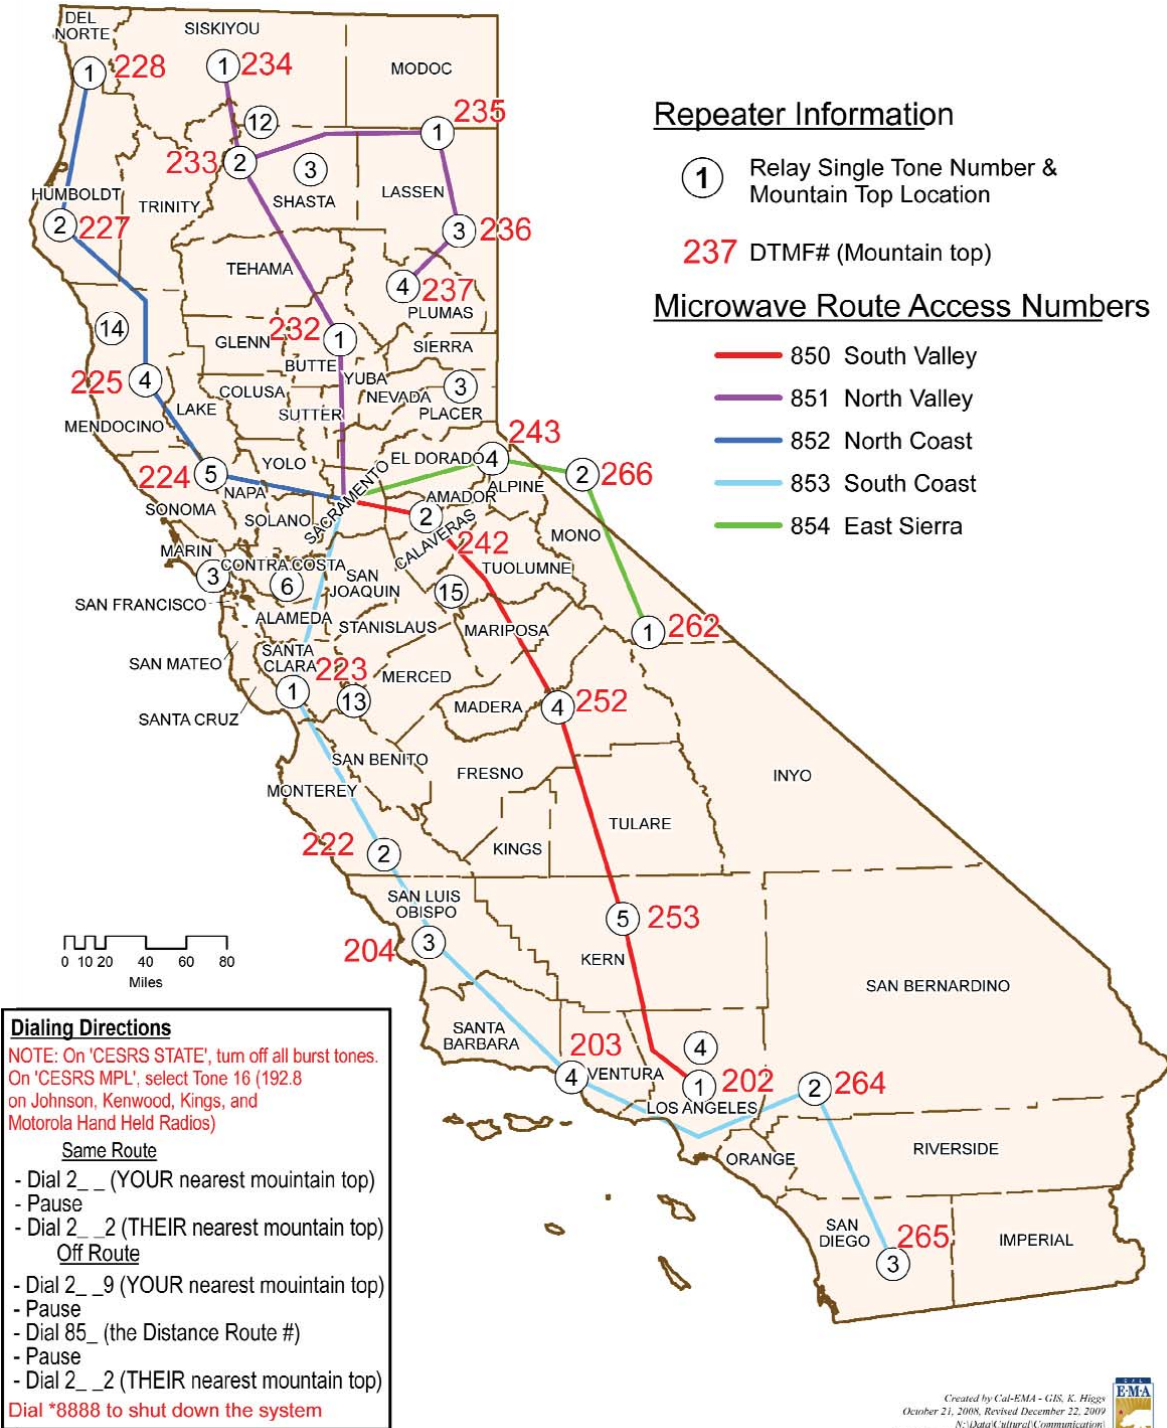 DEL
NORTE
SISKIYOU
MODOC
1 228
1 234
235
1
12
233 2
3
SHASTA
LASSEN
HUMBOLDT
TRINITY
2 227
3 236
TEHAMA
4 237
PLUMAS
14
232 1
GLENN
SIERRA
BUTTE
YUBA
225 4
COLUSA
NEVADA
3
LAKE
SUTTER
PLACER
MENDOCINO
243
EL DORADO 4
YOLO
224 5
2 266
NAPA
ALPINE
AMADOR
SONOMA
SOLANO
SACRAMENTO
2
MONO
CALAVERAS
242
MARIN
CONTRA COSTA
TUOLUMNE
3
6
SAN
JOAQUIN
15
SAN FRANCISCO
ALAMEDA
STANISLAUS
MARIPOSA
1 262
SANTA
CLARA
SAN MATEO
223
MERCED
1
13
MADERA
4 252
SANTA CRUZ
SAN BENITO
FRESNO
INYO
MONTEREY
TULARE
222 2
KINGS
SAN LUIS
OBISPO
5 253
204 3
KERN
SAN BERNARDINO
SANTA
BARBARA
203
4
4 VENTURA
1 202
2 264
LOS ANGELES
ORANGE
RIVERSIDE
SAN
DIEGO
265
IMPERIAL
3
Repeater Information
1 Relay Single Tone Number &
Mountain Top Location
237 DTMF# (Mountain top)
Microwave Route Access Numbers
850 South Valley
851 North Valley
852 North Coast
853 South Coast
854 East Sierra
0 10 20 40 60 80
Miles
Dialing Directions
NOTE: On 'CESRS STATE', turn off all burst tones.
On 'CESRS MPL', select Tone 16 (192.8
on Johnson, Kenwood, Kings, and
Motorola Hand Held Radios)
Same Route
- Dial 2_ _ (YOUR nearest mouintain top)
- Pause
- Dial 2_ _2 (THEIR nearest mountain top)
Off Route
- Dial 2_ _9 (YOUR nearest mountain top)
- Pause
- Dial 85_ (the Distance Route #)
- Pause
- Dial 2_ _2 (THEIR nearest mountain top)
Dial *8888 to shut down the system
Created by Cal-EMA - GIS, K. Higgs
October 21, 2008, Revised December 22, 2009
N:\Data\Cultural\Communication\
CAL
E·M·A